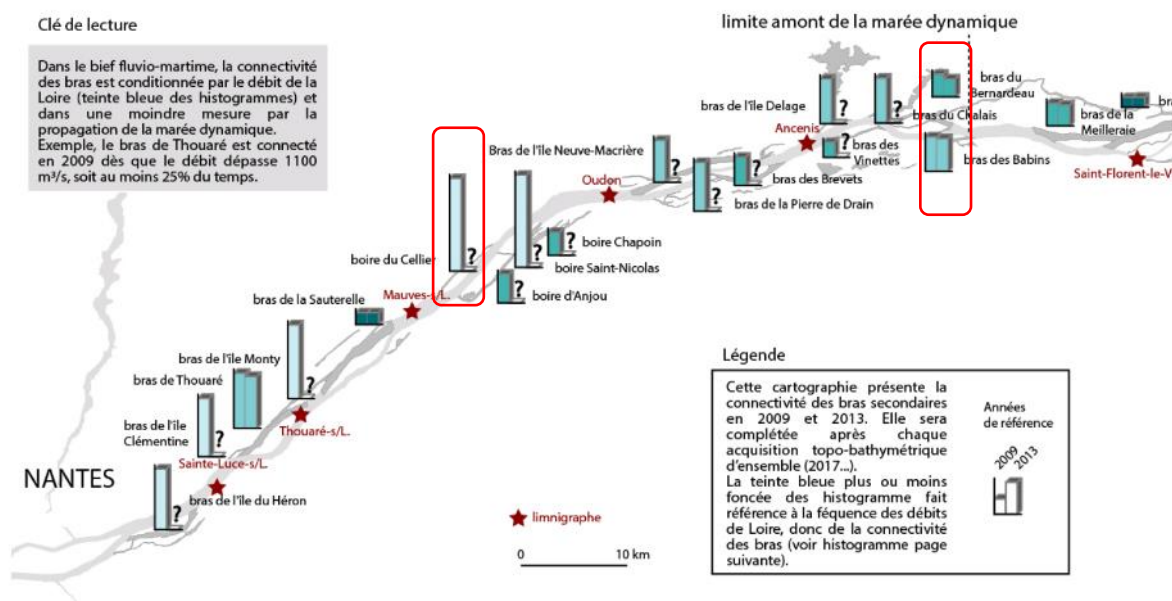 Clé de lecture
Dans le bief fluvio-martime, la connectivité
des bras est conditionnée par le débit de la
Loire (teinte bleue des histogrammes) et
dans une moindre mesure par la
propagation de la marée dynamique.
Exemple, le bras de Thouaré est connecté
en 2009 dès que le débit dépasse 1100
m³/s, soit au moins 25% du temps.
limite amont de la marée dynamique
bras du
Bernardeau
bras de l'île Delage
?
?
bras du Chalais
bras de la
Meilleraie
bras
Ancenis
?
bras des
Vinettes
bras des Babins
Saint-Florent-le-V
Bras de l'île Neuve-Macrière
?
?
bras des Brevets
Oudon
?
bras de la Pierre de Drain
?
boire du Cellier
?
?
boire Chapoin
boire Saint-Nicolas
?
boire d'Anjou
bras de la Sauterelle
Mauves-s/L.
bras de l'île Monty
?
bras de Thouaré
Thouaré-s/L.
bras de l'île
Clémentine
?
Sainte-Luce-s/L.
NANTES
?
bras de l'île du Héron
limnigraphe
0
10 km
Légende
Cette cartographie présente la
connectivité des bras secondaires
en 2009 et 2013. Elle sera
complétée après chaque
acquisition topo-bathymétrique
d'ensemble (2017...).
La teinte bleue plus ou moins
foncée des histogramme fait
référence à la féquence des débits
de Loire, donc de la connectivité
des bras (voir histogramme page
suivante).
Années
de référence
2009
2013